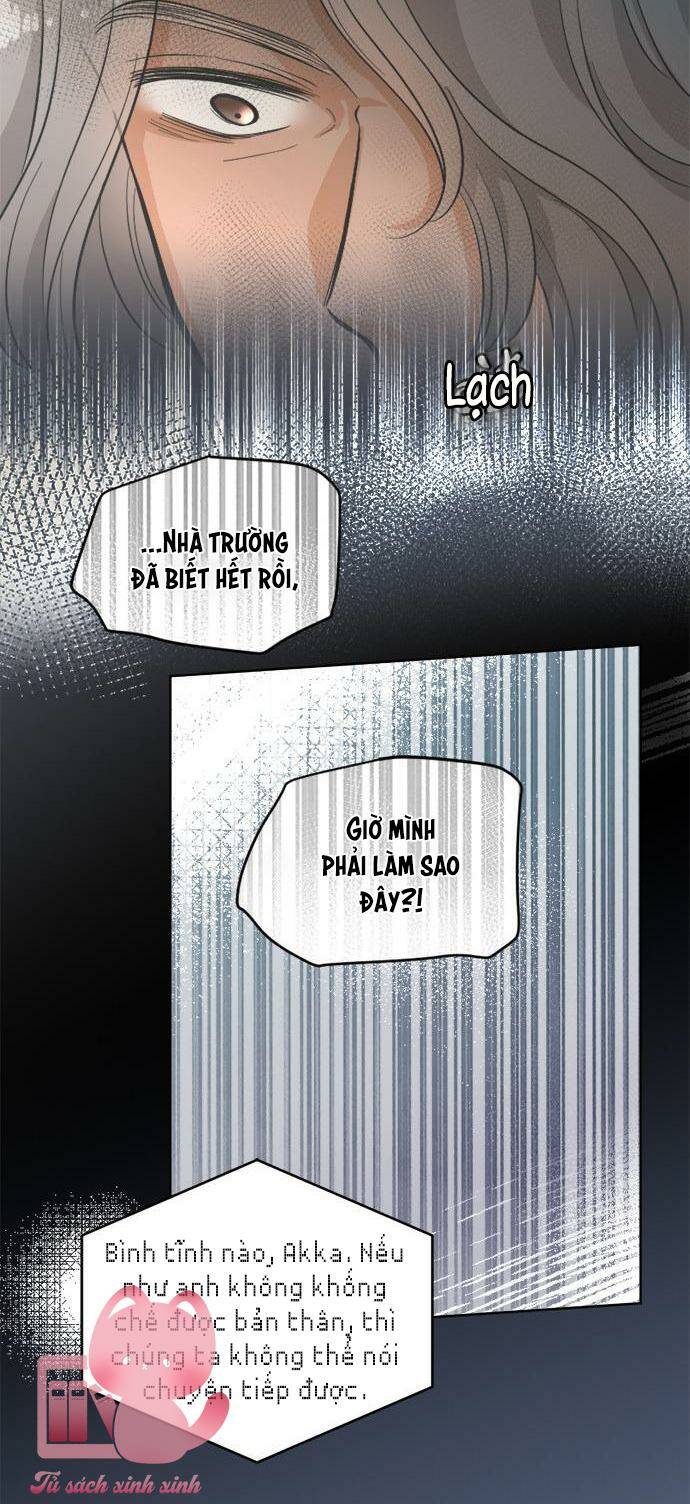 Lạch
...NHÀ TRƯỜNG
ĐÃ BIẾT HẾT RỒI,
GIỜ MÌNH
PHẢI LÀM SAO
ĐÂY?!
Bình tĩnh nào, Akka. Nếu
như anh không khống
chế được bản thân, thì
chúng ta không thể nói
chuyện tiếp được.
Tủ sách xinh xinh